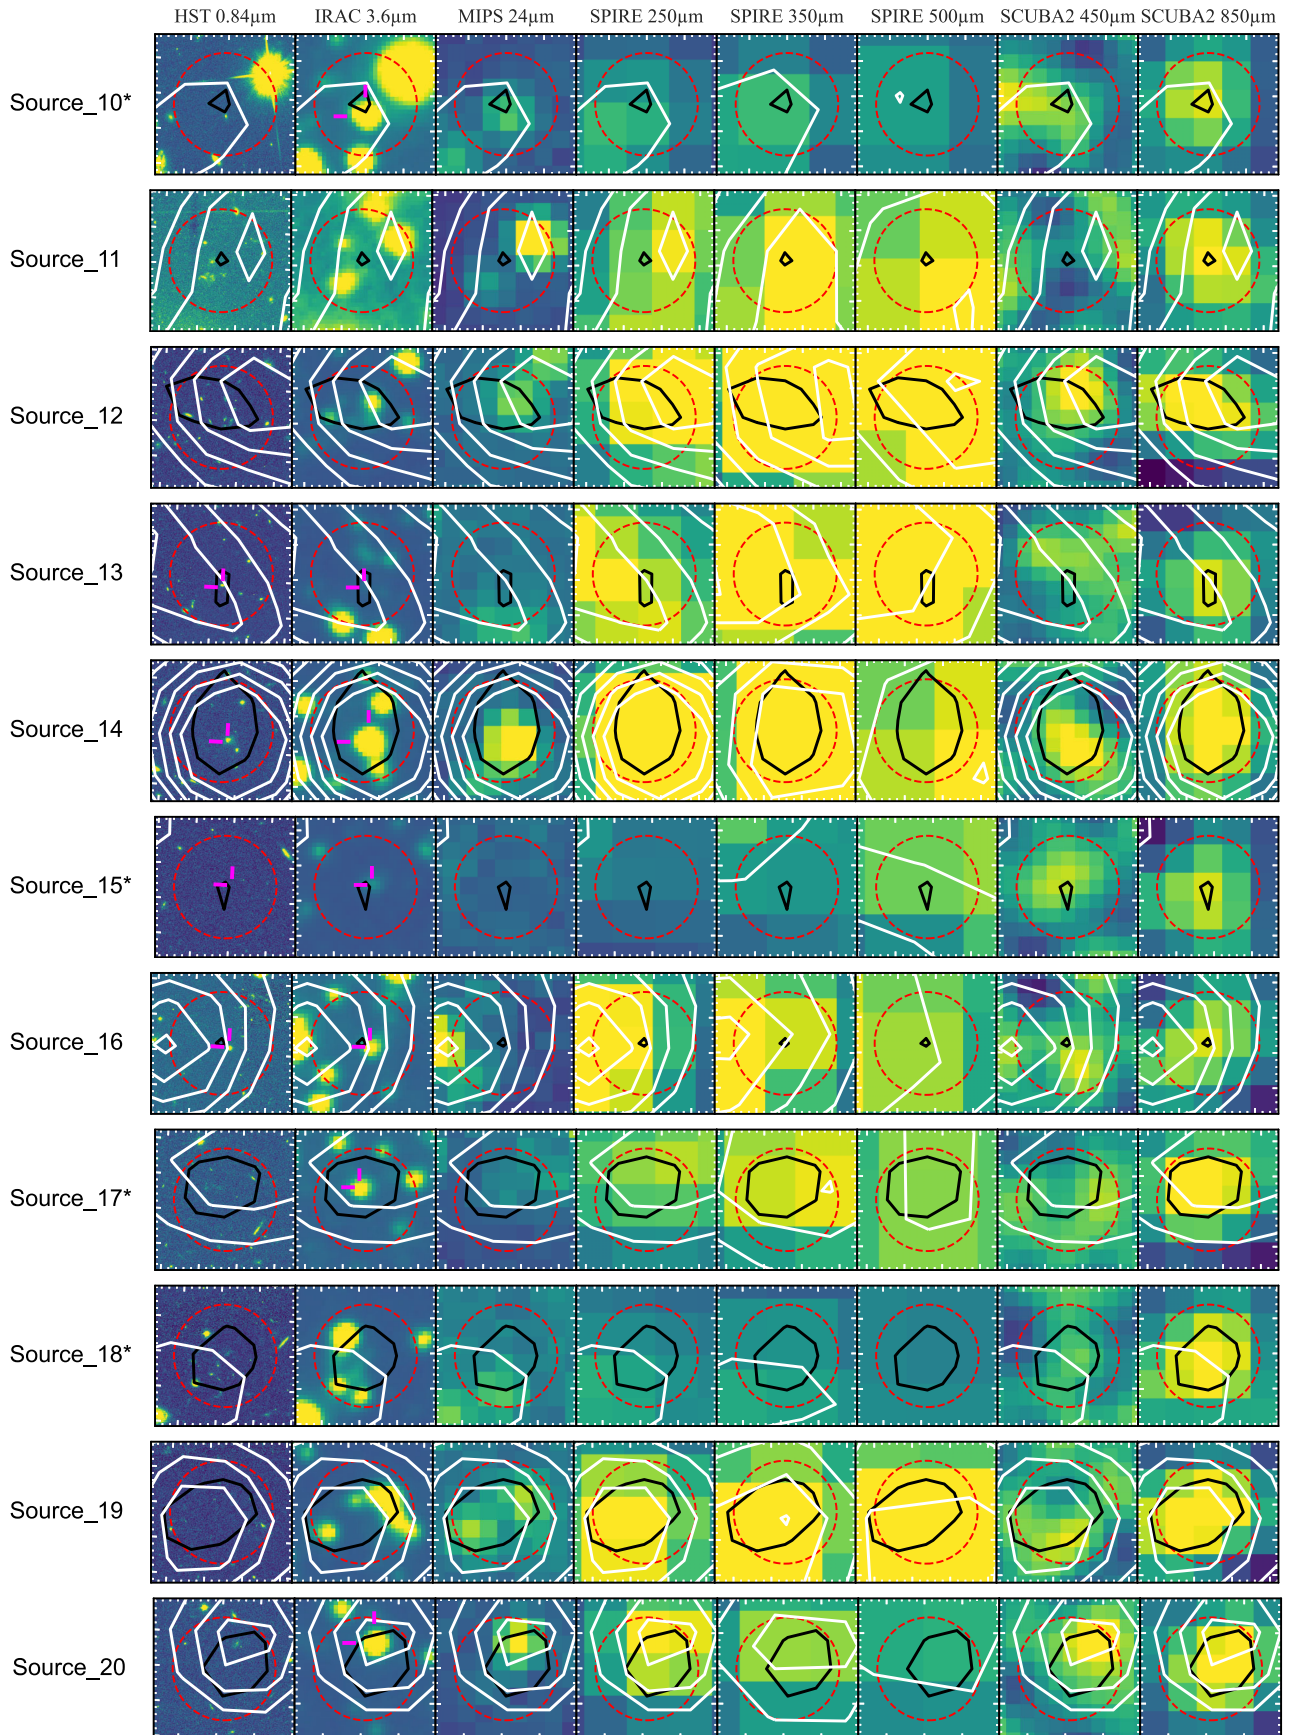 HST 0.84µm IRAC 3.6µm MIPS 24µm SPIRE 250µm SPIRE 350µm SPIRE 500µm SCUBA2 450µm SCUBA2 850µm
Source_10*
Source_11
Source_12
Source_13
Source_14
Source_15*
Source_16
Source_17*
Source_18*
Source_19
Source_20